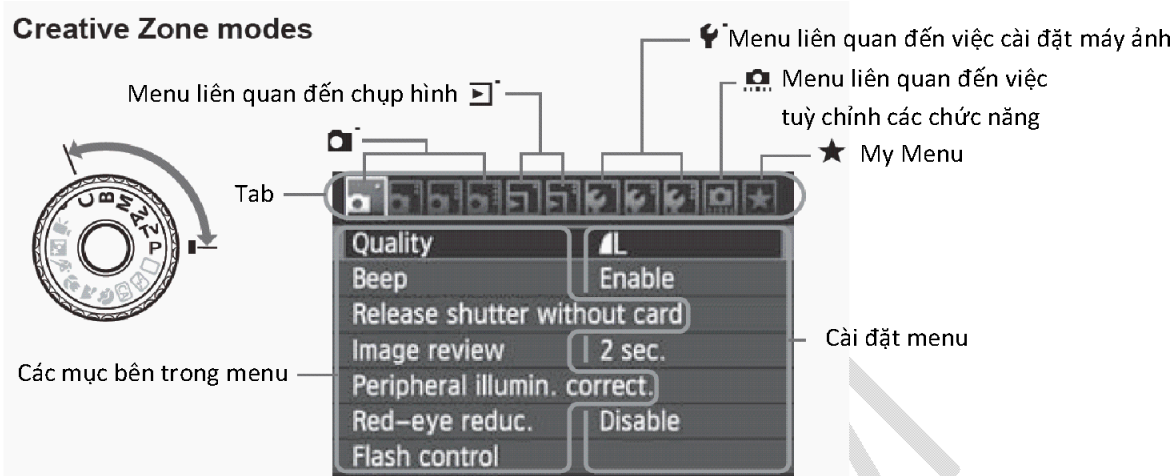 Creative Zone modes
Menu liên quan đến việc cài đặt máy ảnh
Menu liên quan đến chụp hình
Menu liên quan đến việc
tuỳ chỉnh các chức năng
★ My Menu
Tab
C B M Av Tv P
Quality L
Beep Enable
Release shutter without card
Image review 2 sec.
Peripheral illumin. correct.
Red-eye reduc. Disable
Flash control
Cài đặt menu
Các mục bên trong menu